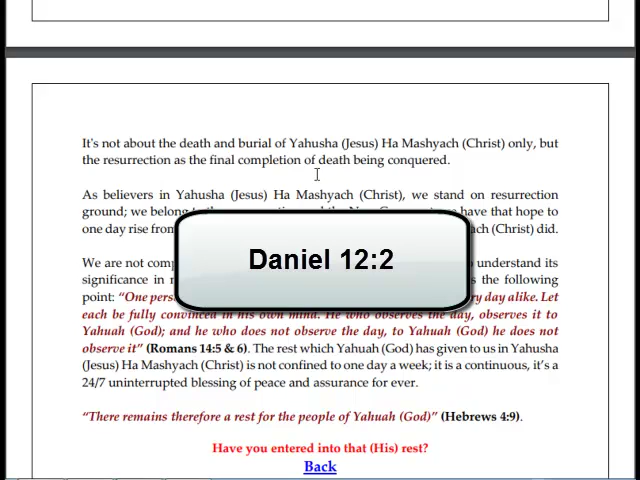 It's not about the death and burial of Yahusha (Jesus) Ha Mashyach (Christ) only, but
the resurrection as the final completion of death being conquered.
As believers in Yahusha (Jesus) Ha Mashyach (Christ), we stand on resurrection
ground; we belong to have that hope to
one day rise from ach (Christ) did.
Daniel 12:2
We are not understand its
significance in the following
point: “One day alike. Let
each be fully convinced in his own mind. He who observes the day, observes it to
Yahuah (God); and he who does not observe the day, to Yahuah (God) he does not
observe it” (Romans 14:5 & 6). The rest which Yahuah (God) has given to us in Yahusha
(Jesus) Ha Mashyach (Christ) is not confined to one day a week; it is a continuous, it's a
24/7 uninterrupted blessing of peace and assurance for ever.
“There remains therefore a rest for the people of Yahuah (God)” (Hebrews 4:9).
Have you entered into that (His) rest?
Back